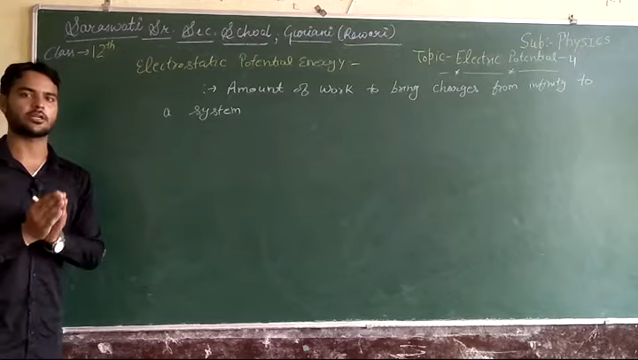 Saraswati Sr. Sec. School, Guriani (Rewari)
Class → 12th
Sub:- Physics
Topic- Electric Potential-4
Electrostatic Potential Energy -
:→ Amount of work to bring charges from infinity to
a system